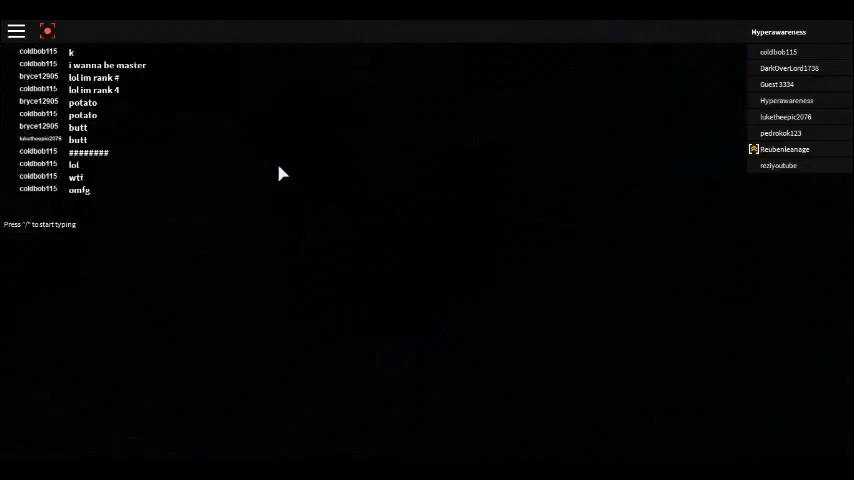 Hyperawareness
coldbob115 k
coldbob115 i wanna be master
bryce12905 lol im rank #
coldbob115 lol im rank 4
bryce12905 potato
coldbob115 potato
bryce12905 butt
luketheepic2076 butt
coldbob115 ########
coldbob115 lol
coldbob115 wtf
coldbob115 omfg
Press "/" to start typing
coldbob115
DarkOverLord1738
Guest 3334
Hyperawareness
luketheepic2076
pedrokok123
Reubenleanage
reziyoutube